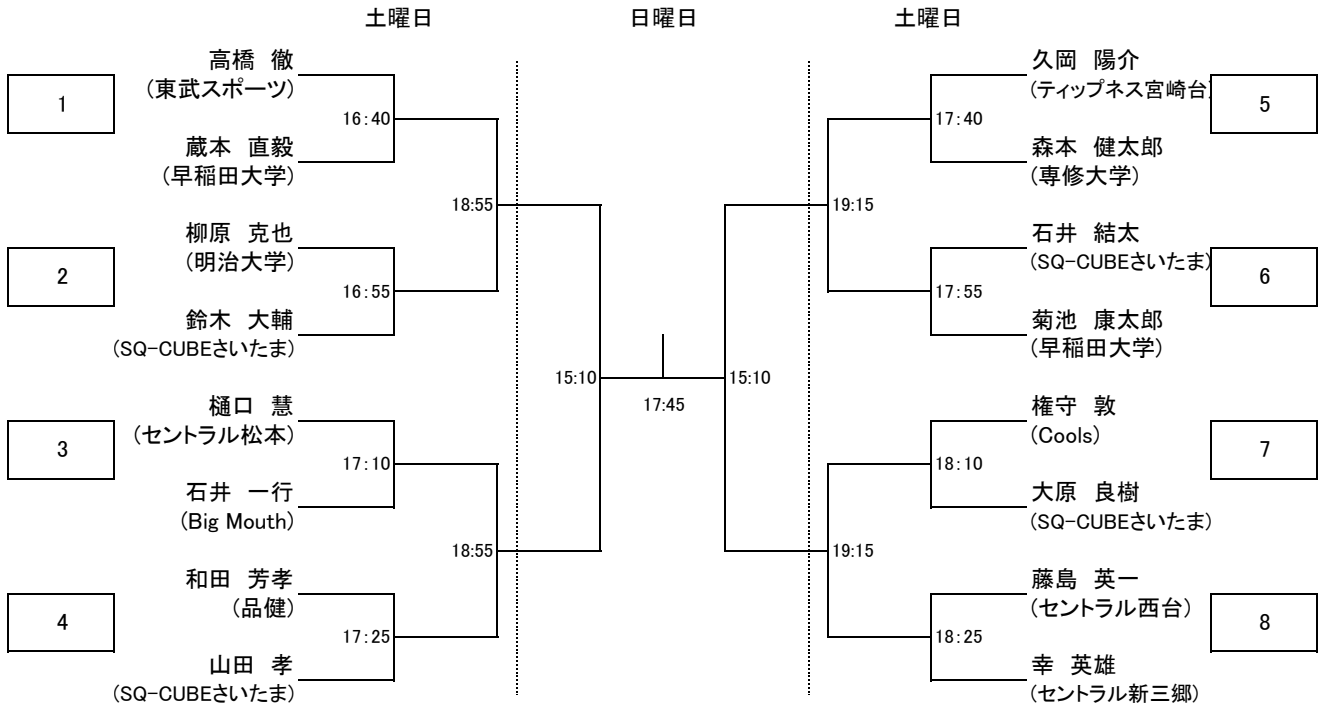 土曜日
日曜日
土曜日
高橋 徹
(東武スポーツ)
1
16:40
蔵本 直毅
(早稲田大学)
18:55
柳原 克也
(明治大学)
2
16:55
鈴木 大輔
(SQ-CUBEさいたま)
15:10
樋口 慧
(セントラル松本)
3
17:10
石井 一行
(Big Mouth)
18:55
和田 芳孝
(品健)
4
17:25
山田 孝
(SQ-CUBEさいたま)
17:45
久岡 陽介
(ティップネス宮崎台)
5
17:40
森本 健太郎
(専修大学)
19:15
石井 結太
(SQ-CUBEさいたま)
6
17:55
菊池 康太郎
(早稲田大学)
15:10
権守 敦
(Cools)
7
18:10
大原 良樹
(SQ-CUBEさいたま)
19:15
藤島 英一
(セントラル西台)
8
18:25
幸 英雄
(セントラル新三郷)